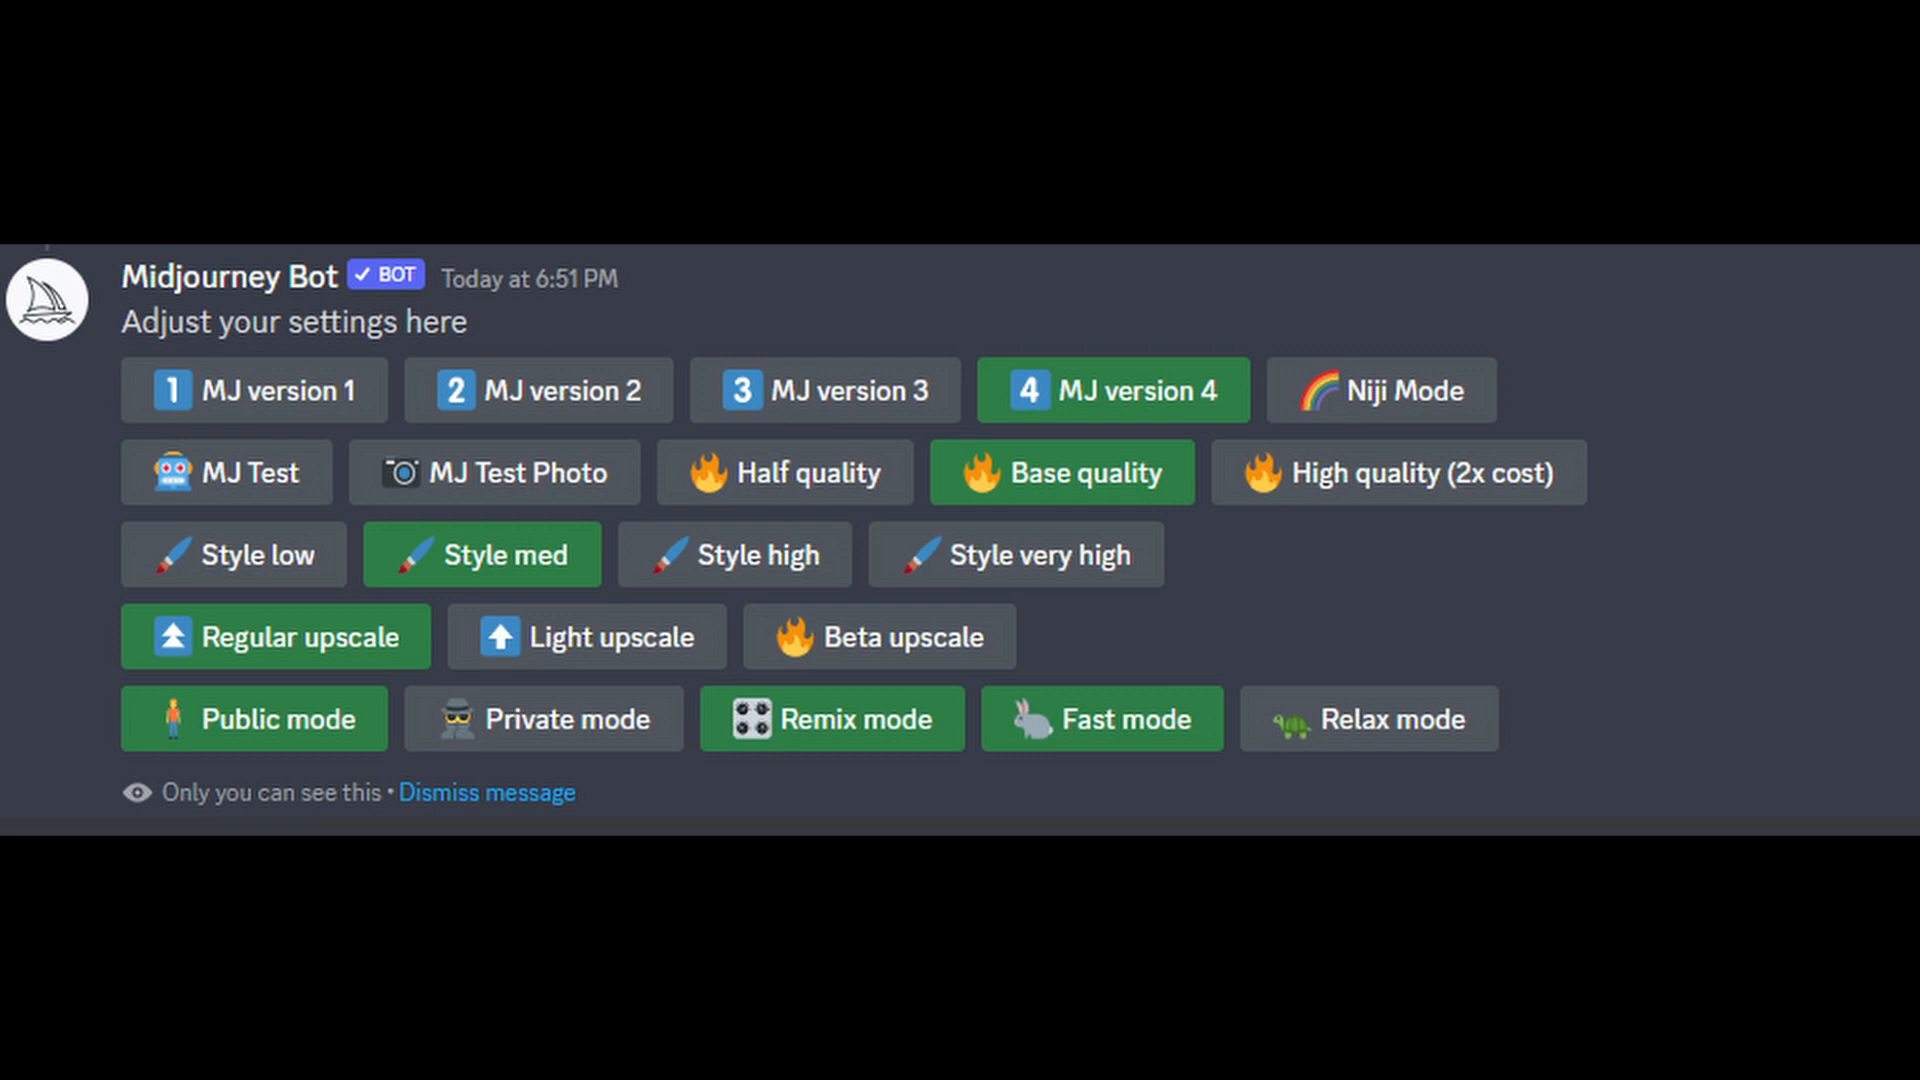 Midjourney Bot ✓ BOT Today at 6:51 PM
Adjust your settings here
1 MJ version 1 2 MJ version 2 3 MJ version 3 4 MJ version 4 Niji Mode
MJ Test MJ Test Photo Half quality Base quality High quality (2x cost)
Style low Style med Style high Style very high
Regular upscale Light upscale Beta upscale
Public mode Private mode Remix mode Fast mode Relax mode
Only you can see this • Dismiss message